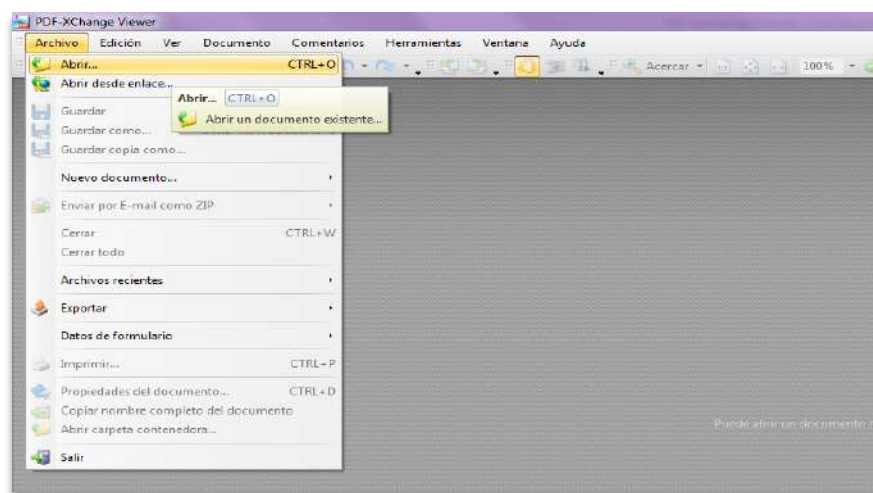 PDF-XChange Viewer
Archivo Edición Ver Documento Comentarios Herramientas Ventana Ayuda
Abrir... CTRL+O
Acercar 100%
Abrir desde enlace...
Abrir... CTRL+O
Abrir un documento existente...
Guardar
Guardar como...
Guardar copia como...
Nuevo documento...
Enviar por E-mail como ZIP
Cerrar CTRL+W
Cerrar todo
Archivos recientes
Exportar
Datos de formulario
Imprimir... CTRL+P
Propiedades del documento... CTRL+D
Copiar nombre completo del documento
Abrir carpeta contenedora...
Puede abrir un documento
Salir